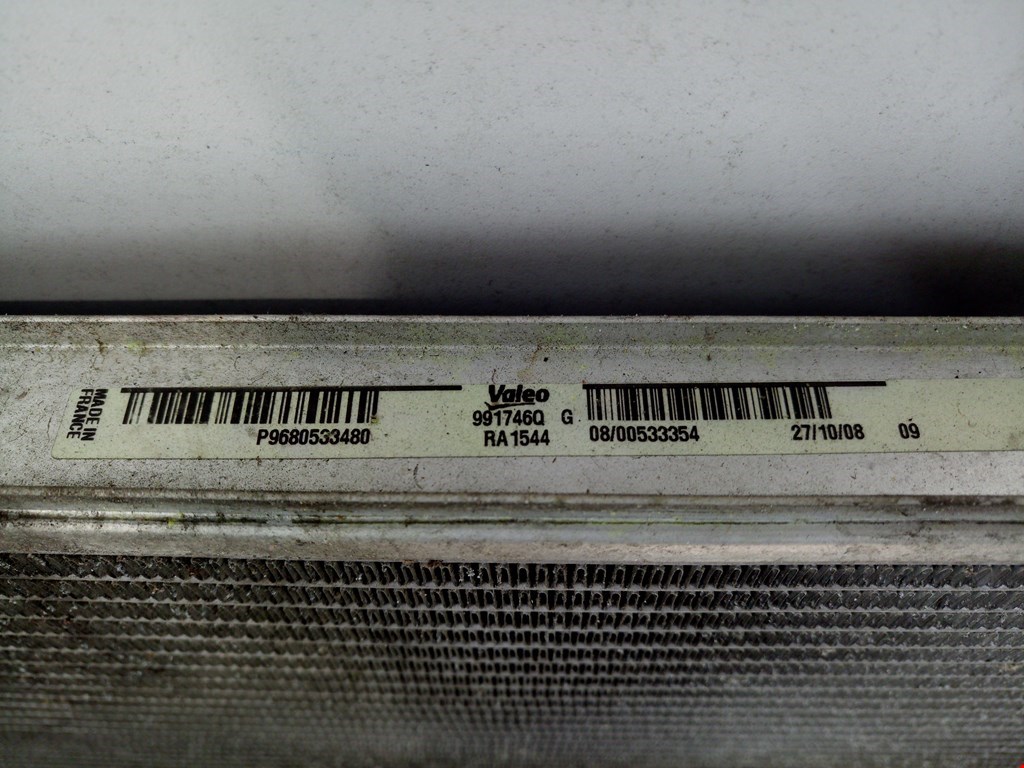 MADE IN
FRANCE
P9680533480
Valeo
991746Q G
RA1544
08/00533354
27/10/08 09